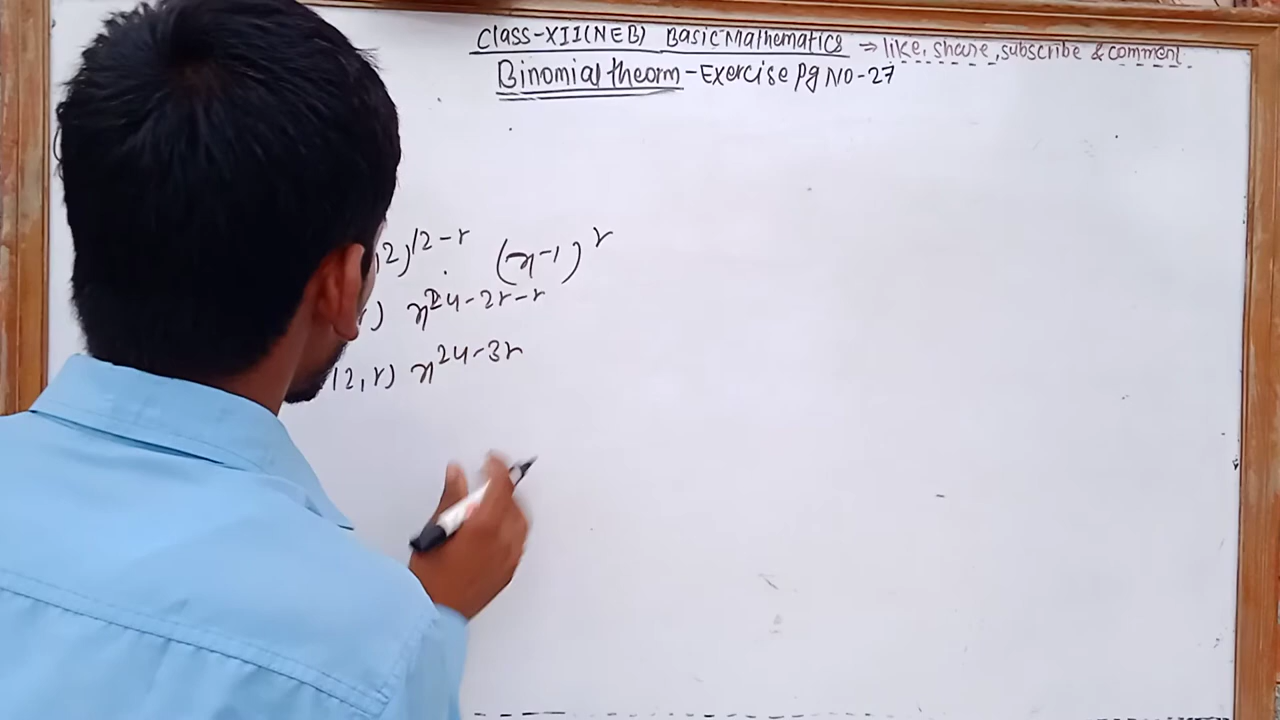 Class-XII(NEB) Basic Mathematics → like, share, subscribe & comment.
Binomial theorm - Exercise Pg NO-27
2)^12-r . (x^-1)^r
r) x^24-2r-r
12,r) x^24-3r